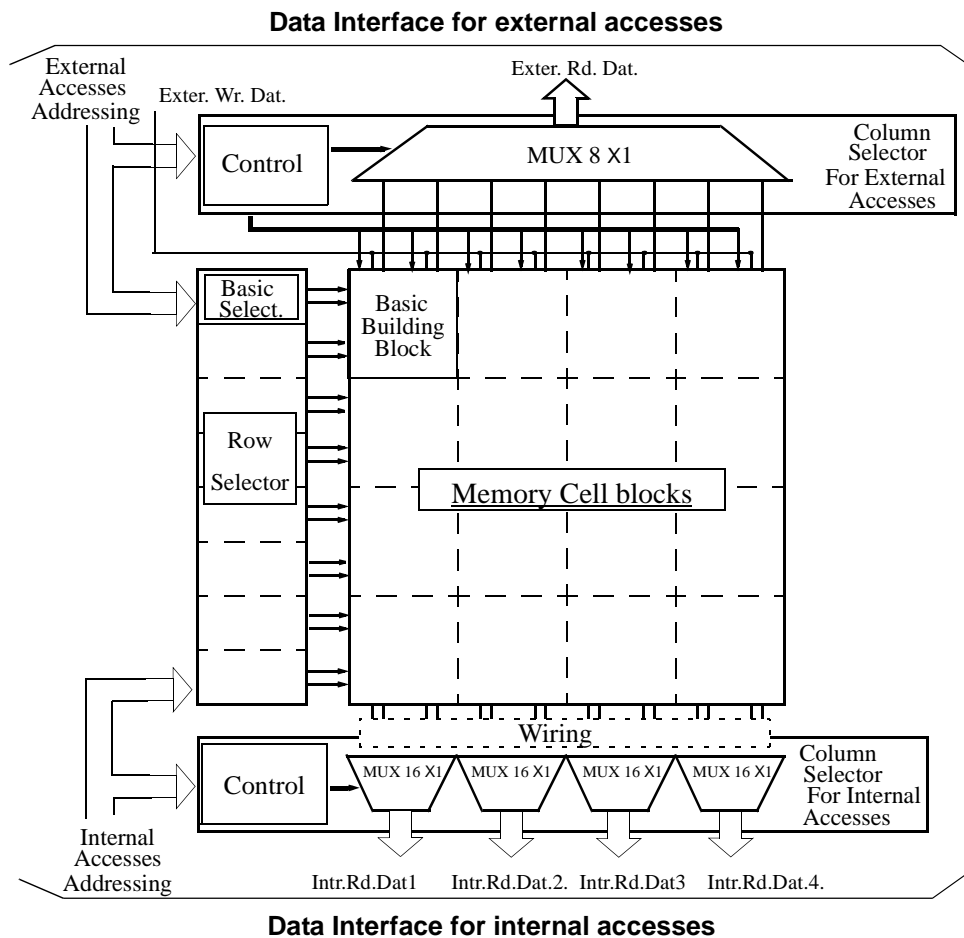 Data Interface for external accesses
External
Accesses
Addressing
Exter. Wr. Dat.
Exter. Rd. Dat.
Control
MUX 8 X1
Column
Selector
For External
Accesses
Basic
Select.
Basic
Building
Block
Row
Selector
Memory Cell blocks
Wiring
Control
MUX 16 X1
MUX 16 X1
MUX 16 X1
MUX 16 X1
Column
Selector
For Internal
Accesses
Internal
Accesses
Addressing
Intr.Rd.Dat1
Intr.Rd.Dat.2.
Intr.Rd.Dat3
Intr.Rd.Dat.4.
Data Interface for internal accesses